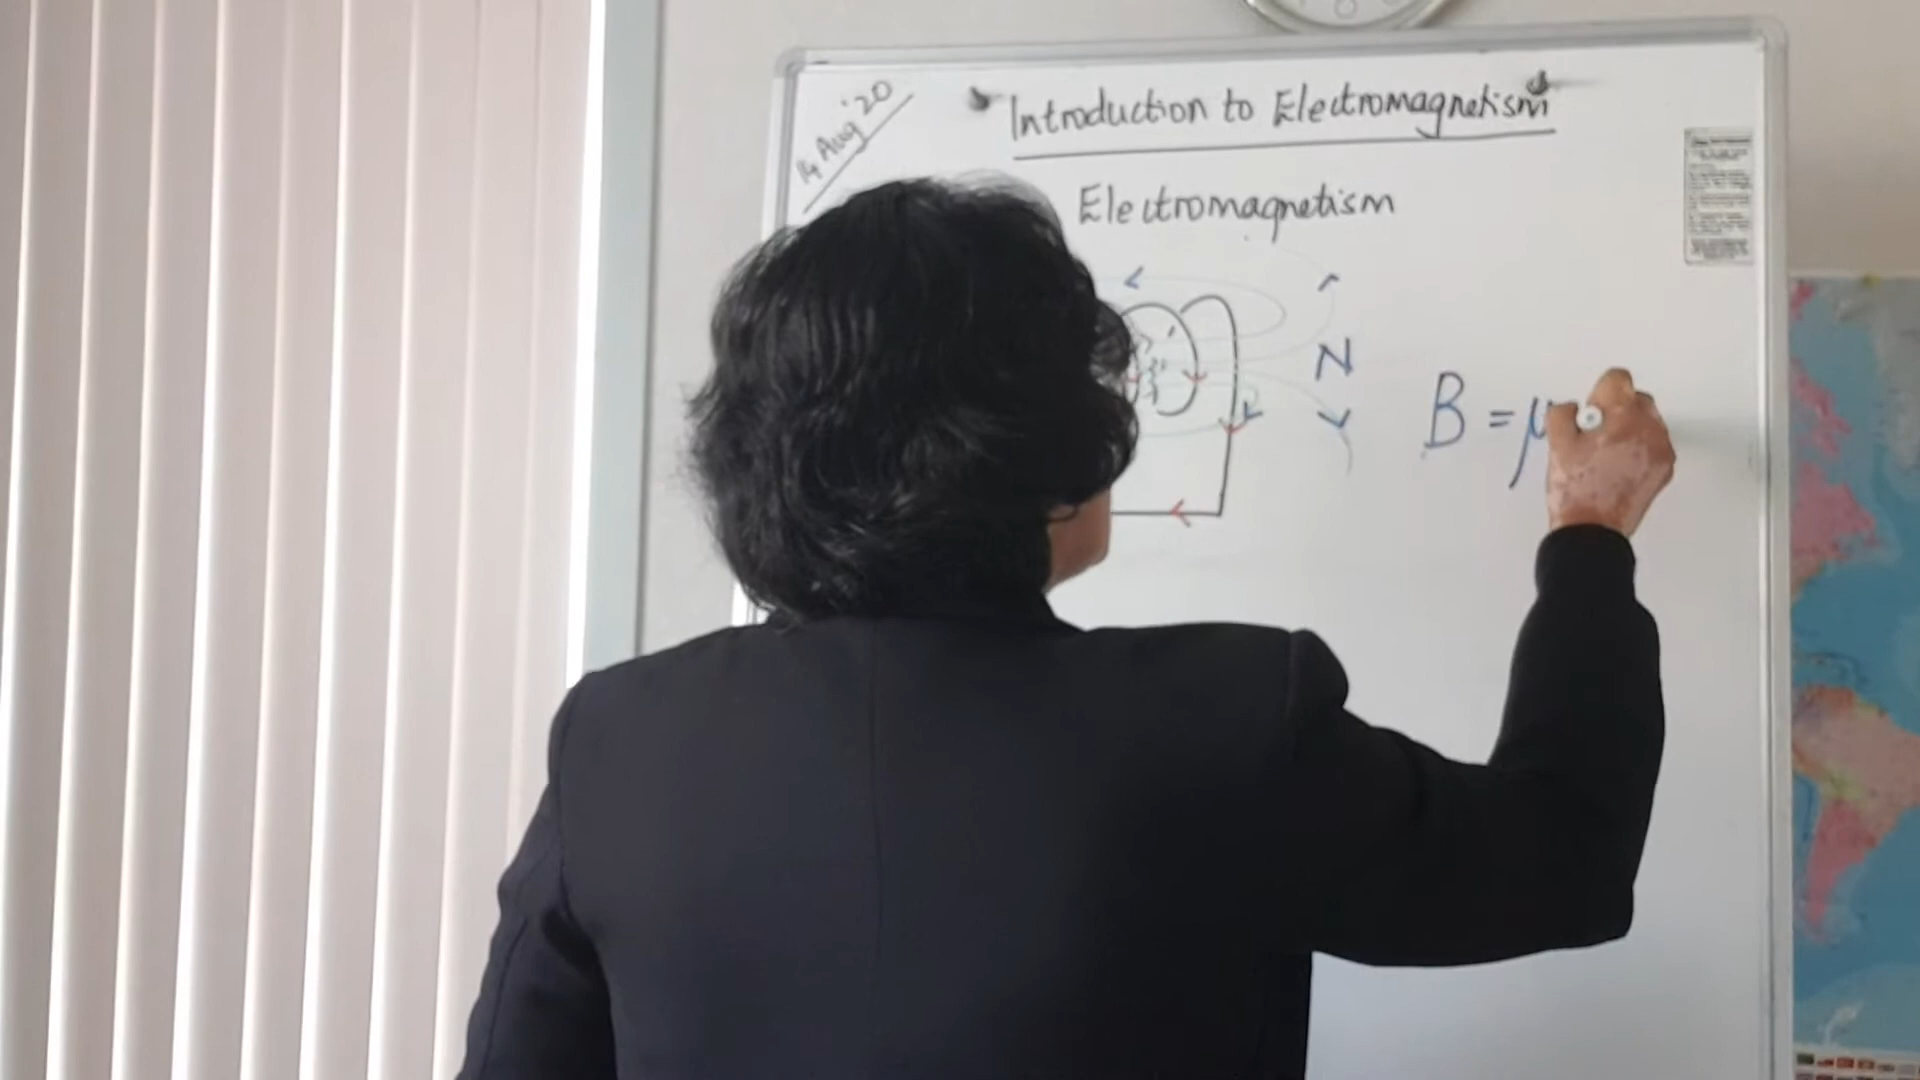 14 Aug '20
Introduction to Electromagnetism
Electromagnetism
N
B = μ